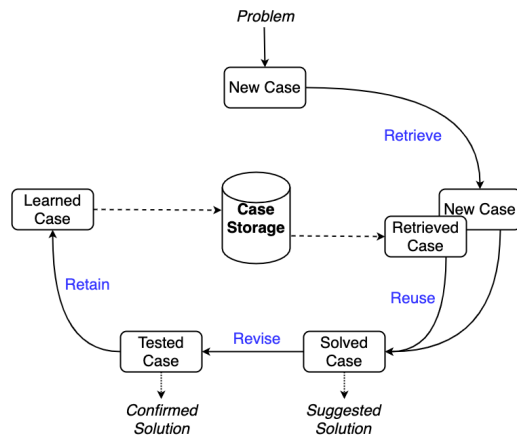 Problem
New Case
Retrieve
Learned
Case
Case
Storage
New Case
Retrieved
Case
Retain
Reuse
Tested
Case
Revise
Solved
Case
Confirmed
Solution
Suggested
Solution